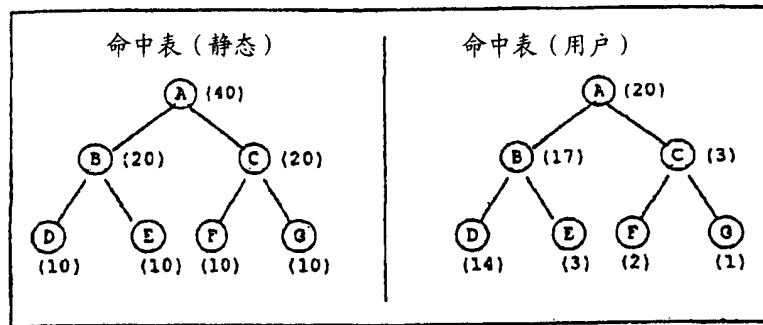 命中表（静态）
A (40)
B (20) C (20)
D E F G
(10) (10) (10) (10)
命中表（用户）
A (20)
B (17) C (3)
D E F G
(14) (3) (2) (1)